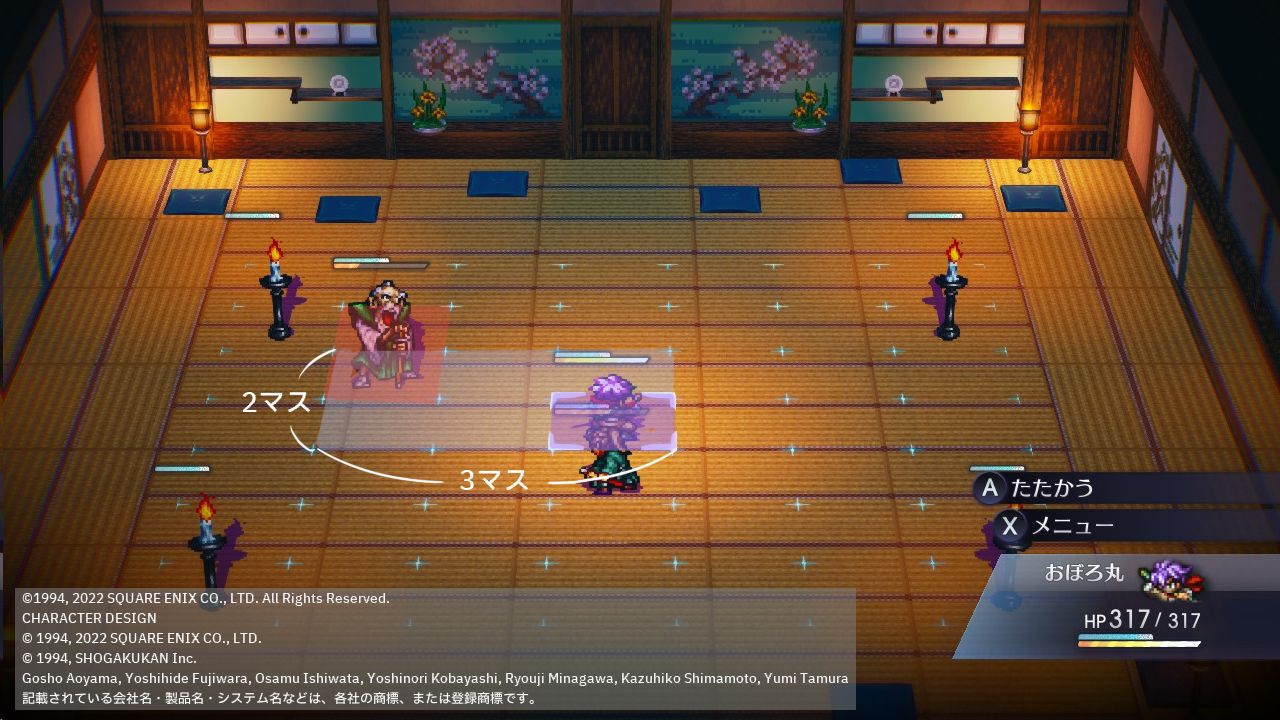 2マス
3マス
A たたかう
X メニュー
おぼろ丸
HP 317 / 317
©1994, 2022 SQUARE ENIX CO., LTD. All Rights Reserved.
CHARACTER DESIGN
© 1994, 2022 SQUARE ENIX CO., LTD.
© 1994, SHOGAKUKAN Inc.
Gosho Aoyama, Yoshihide Fujiwara, Osamu Ishiwata, Yoshinori Kobayashi, Ryouji Minagawa, Kazuhiko Shimamoto, Yumi Tamura
記載されている会社名・製品名・システム名などは、各社の商標、または登録商標です。